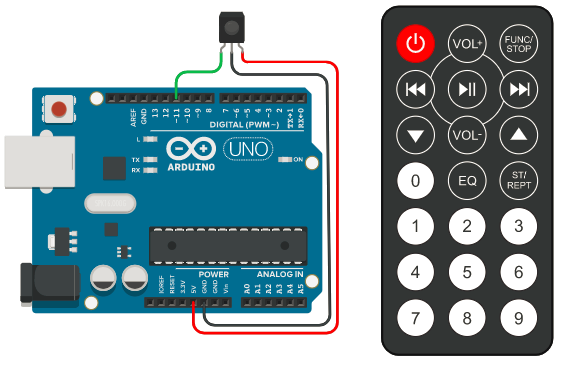 AREF
GND
13
12
~11
~10
~9
8
7
~6
~5
4
~3
2
TX→1
RX←0
DIGITAL (PWM~)
L
TX
RX
ARDUINO
UNO
ON
POWER
ANALOG IN
IOREF
RESET
3.3V
5V
GND
GND
Vin
A0
A1
A2
A3
A4
A5
VOL+
FUNC/
STOP
VOL-
0
EQ
ST/
REPT
1
2
3
4
5
6
7
8
9